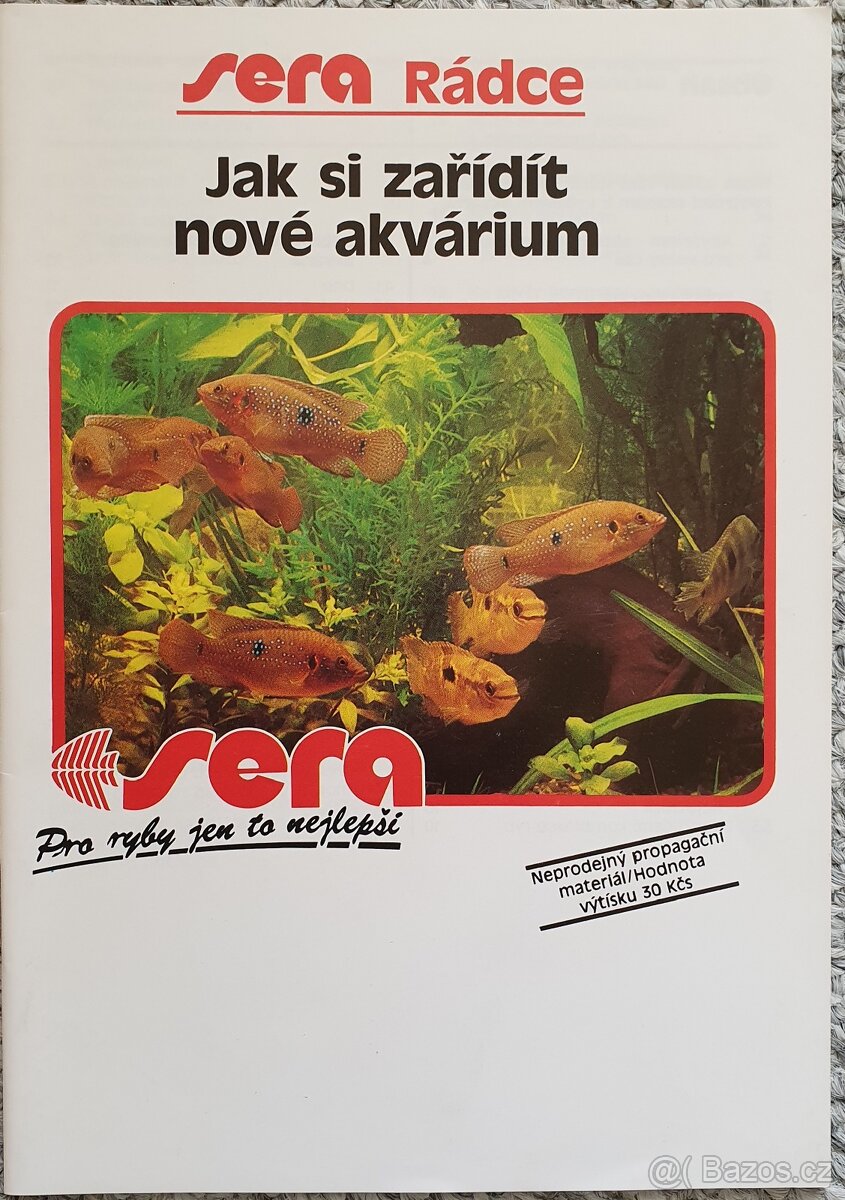 sera Rádce
Jak si zařídít
nové akvárium
sera
Pro ryby jen to nejlepší
Neprodejný propagační
materiál/Hodnota
výtísku 30 Kčs
@( Bazos.cz